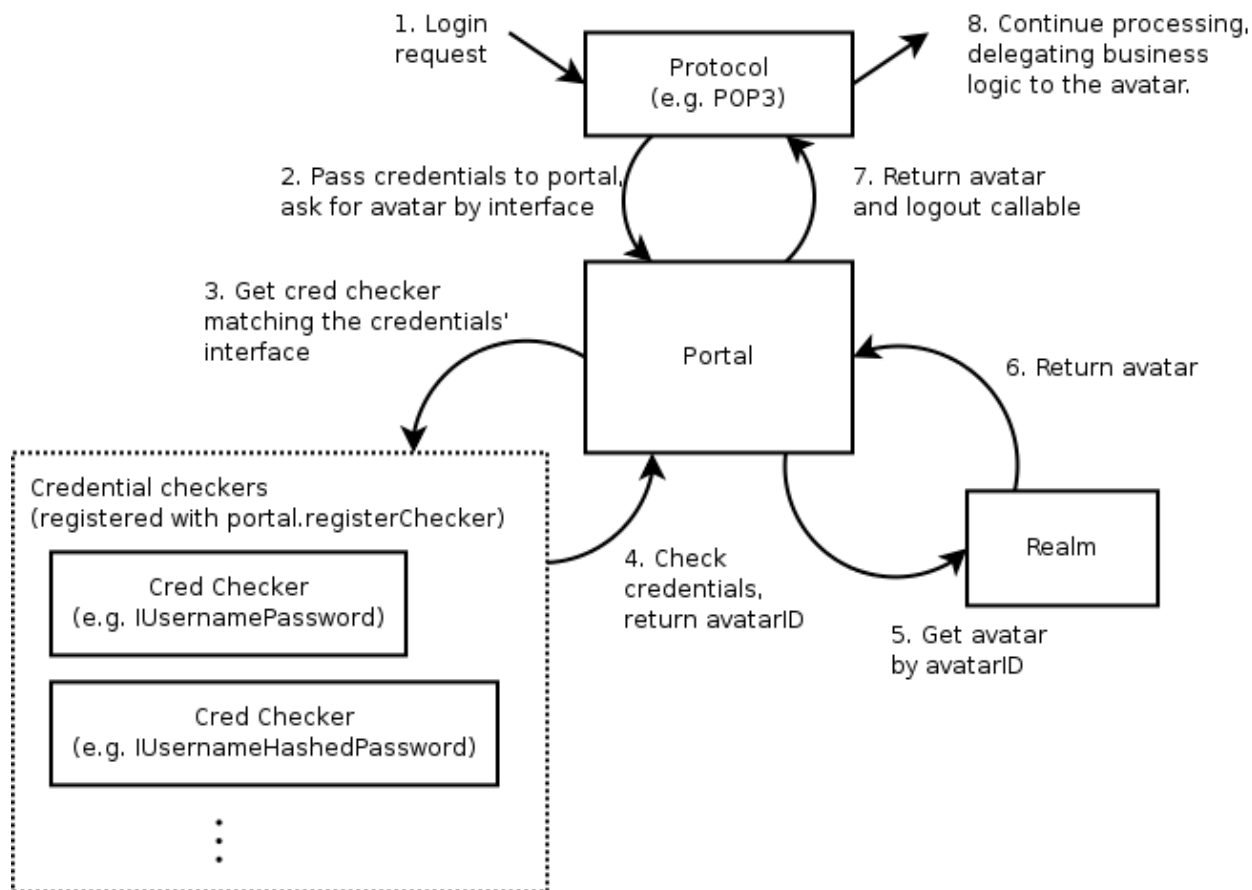 1. Login
request
Protocol
(e.g. POP3)
8. Continue processing,
delegating business
logic to the avatar.
2. Pass credentials to portal,
ask for avatar by interface
7. Return avatar
and logout callable
3. Get cred checker
matching the credentials'
interface
Portal
6. Return avatar
Credential checkers
(registered with portal.registerChecker)
Cred Checker
(e.g. IUsernamePassword)
Cred Checker
(e.g. IUsernameHashedPassword)
4. Check
credentials,
return avatarID
Realm
5. Get avatar
by avatarID